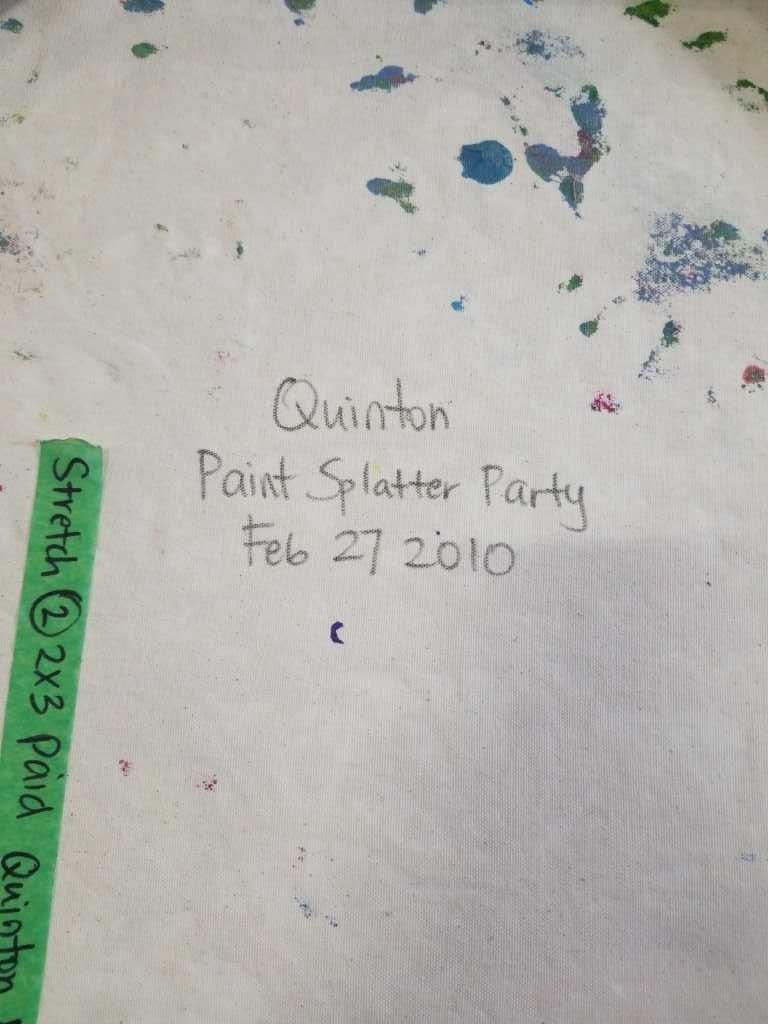 Quinton
Paint Splatter Party
Feb 27 2010
Stretch 2 2x3 paid Quinton